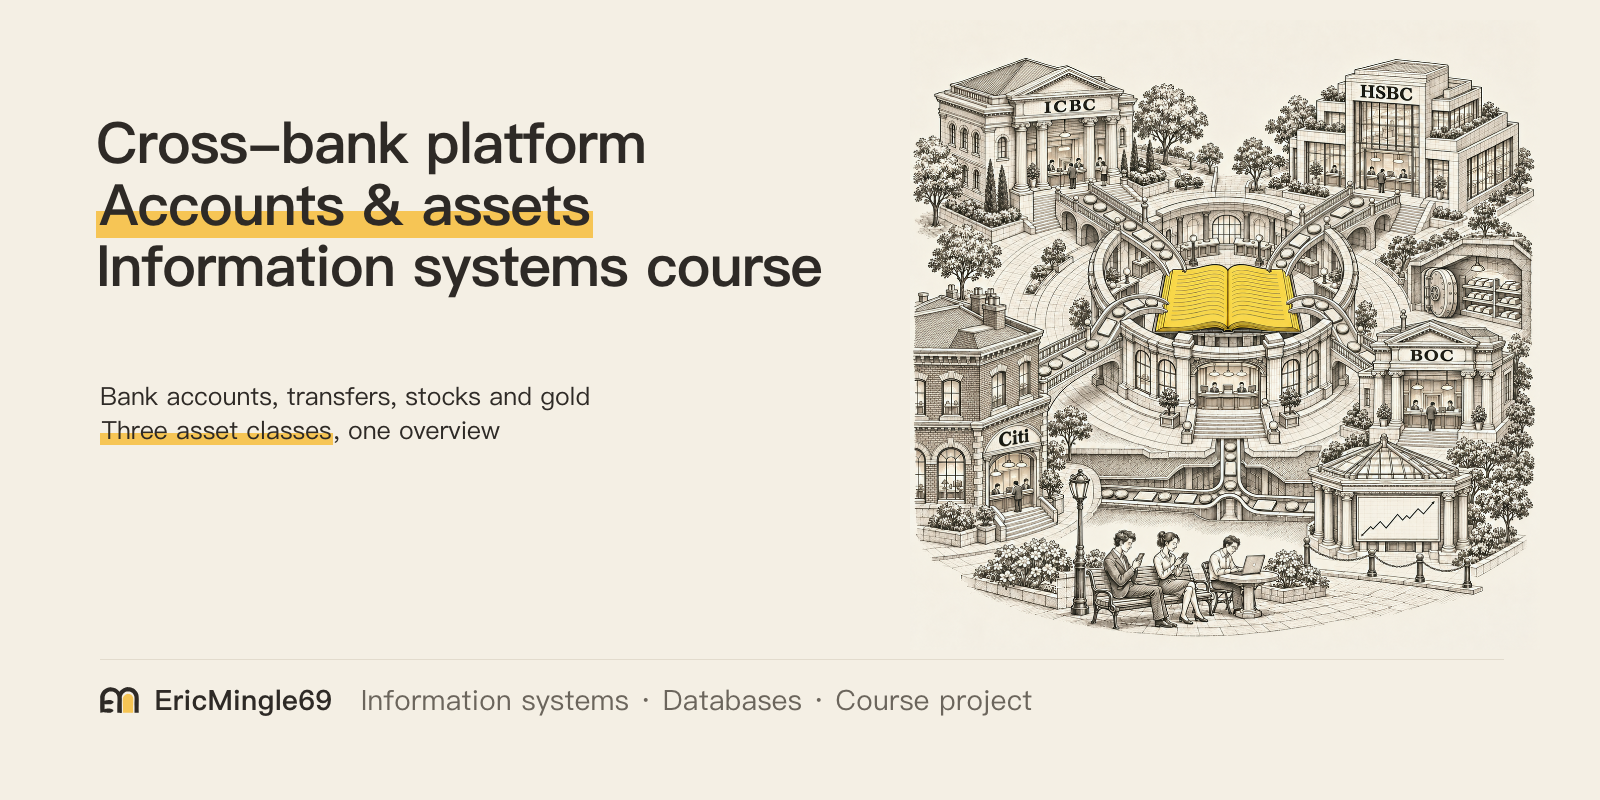 Cross–bank platform
Accounts & assets
Information systems course
Bank accounts, transfers, stocks and gold
Three asset classes, one overview
ICBC
HSBC
BOC
Citi
EricMingle69 Information systems · Databases · Course project